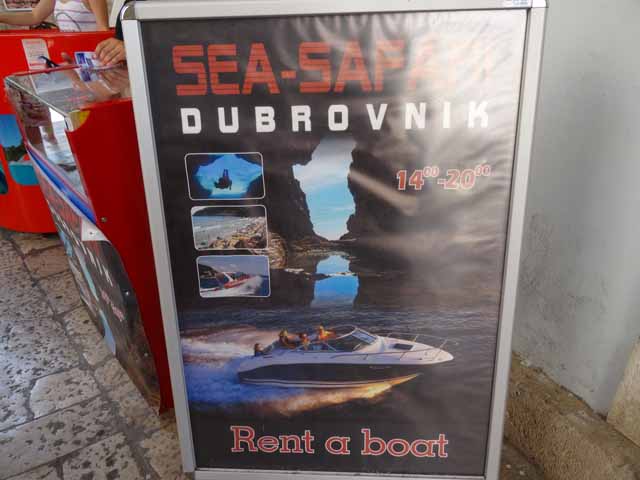 SEA-SAFARI
DUBROVNIK
14⁰⁰-20⁰⁰
Rent a boat